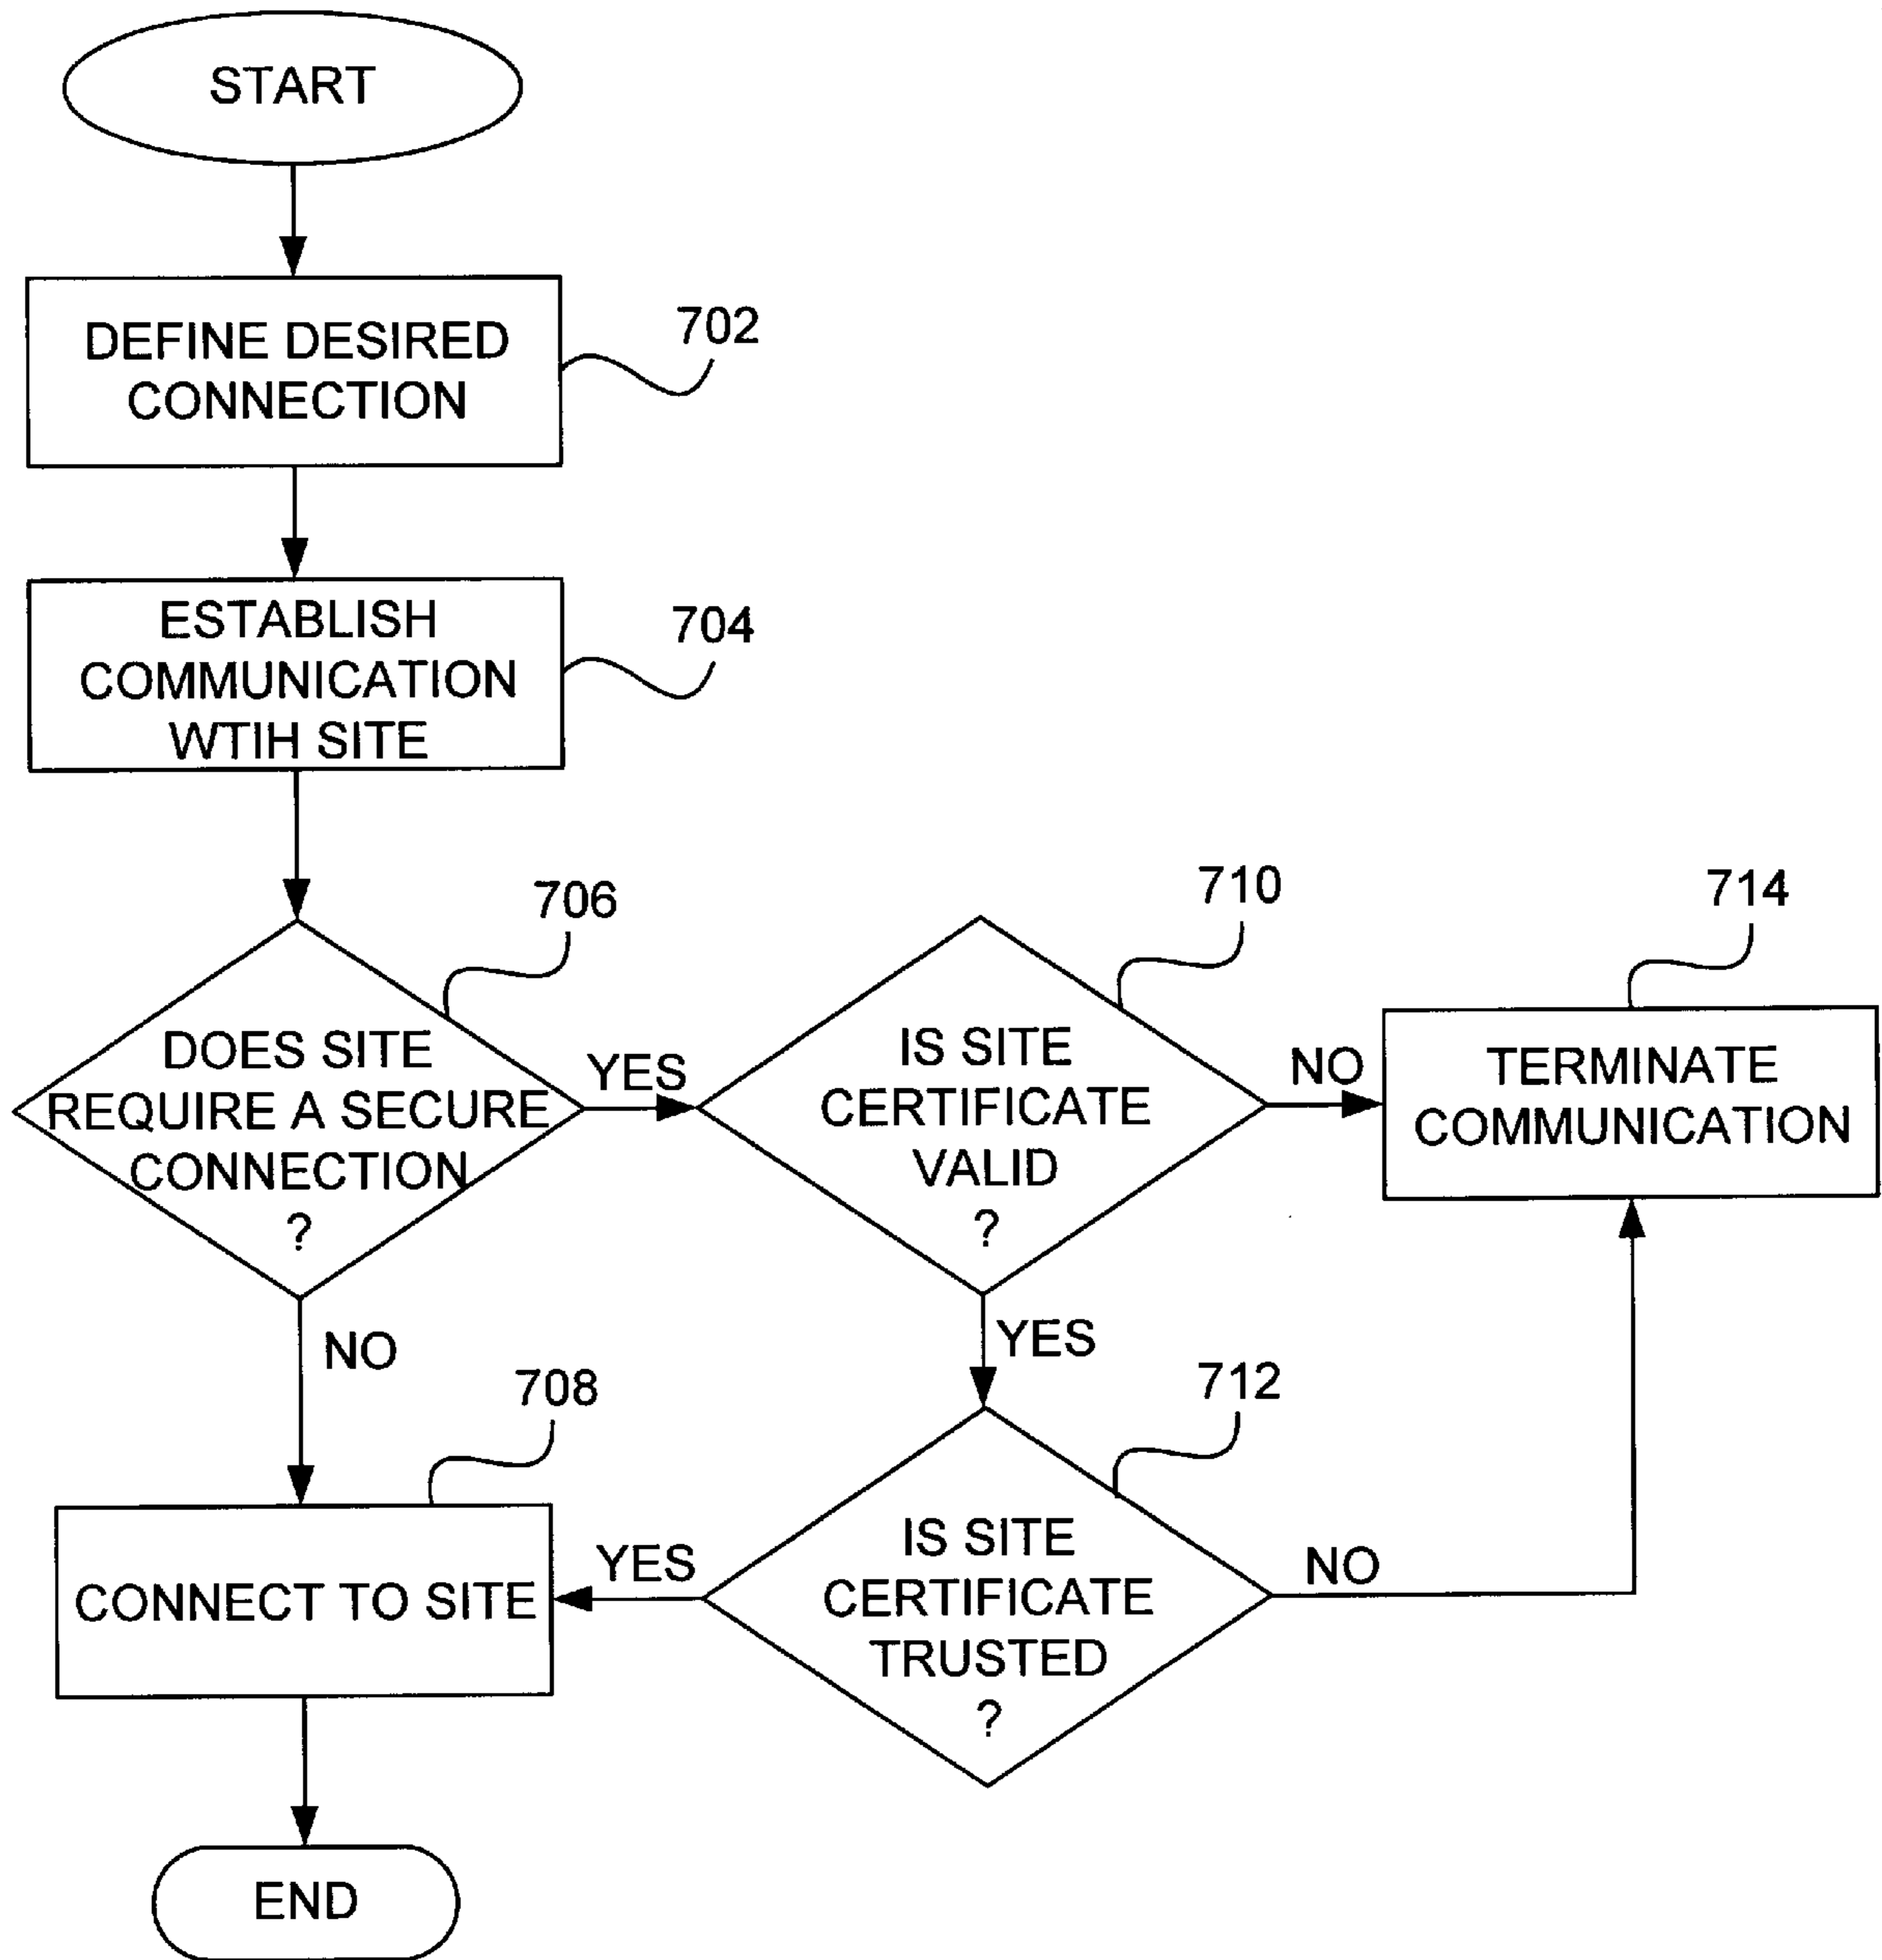 START
DEFINE DESIRED
CONNECTION
702
ESTABLISH
COMMUNICATION
WTIH SITE
704
706
DOES SITE
REQUIRE A SECURE
CONNECTION
?
YES
NO
710
IS SITE
CERTIFICATE
VALID
?
NO
YES
714
TERMINATE
COMMUNICATION
708
CONNECT TO SITE
YES
712
IS SITE
CERTIFICATE
TRUSTED
?
NO
END